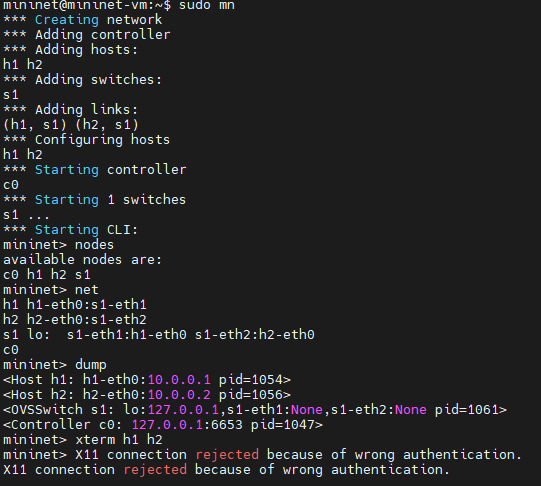 mininet@mininet-vm:~$ sudo mn
*** Creating network
*** Adding controller
*** Adding hosts:
h1 h2
*** Adding switches:
s1
*** Adding links:
(h1, s1) (h2, s1)
*** Configuring hosts
h1 h2
*** Starting controller
c0
*** Starting 1 switches
s1 ...
*** Starting CLI:
mininet> nodes
available nodes are:
c0 h1 h2 s1
mininet> net
h1 h1-eth0:s1-eth1
h2 h2-eth0:s1-eth2
s1 lo:  s1-eth1:h1-eth0 s1-eth2:h2-eth0
c0
mininet> dump
<Host h1: h1-eth0:10.0.0.1 pid=1054>
<Host h2: h2-eth0:10.0.0.2 pid=1056>
<OVSSwitch s1: lo:127.0.0.1,s1-eth1:None,s1-eth2:None pid=1061>
<Controller c0: 127.0.0.1:6653 pid=1047>
mininet> xterm h1 h2
mininet> X11 connection rejected because of wrong authentication.
X11 connection rejected because of wrong authentication.